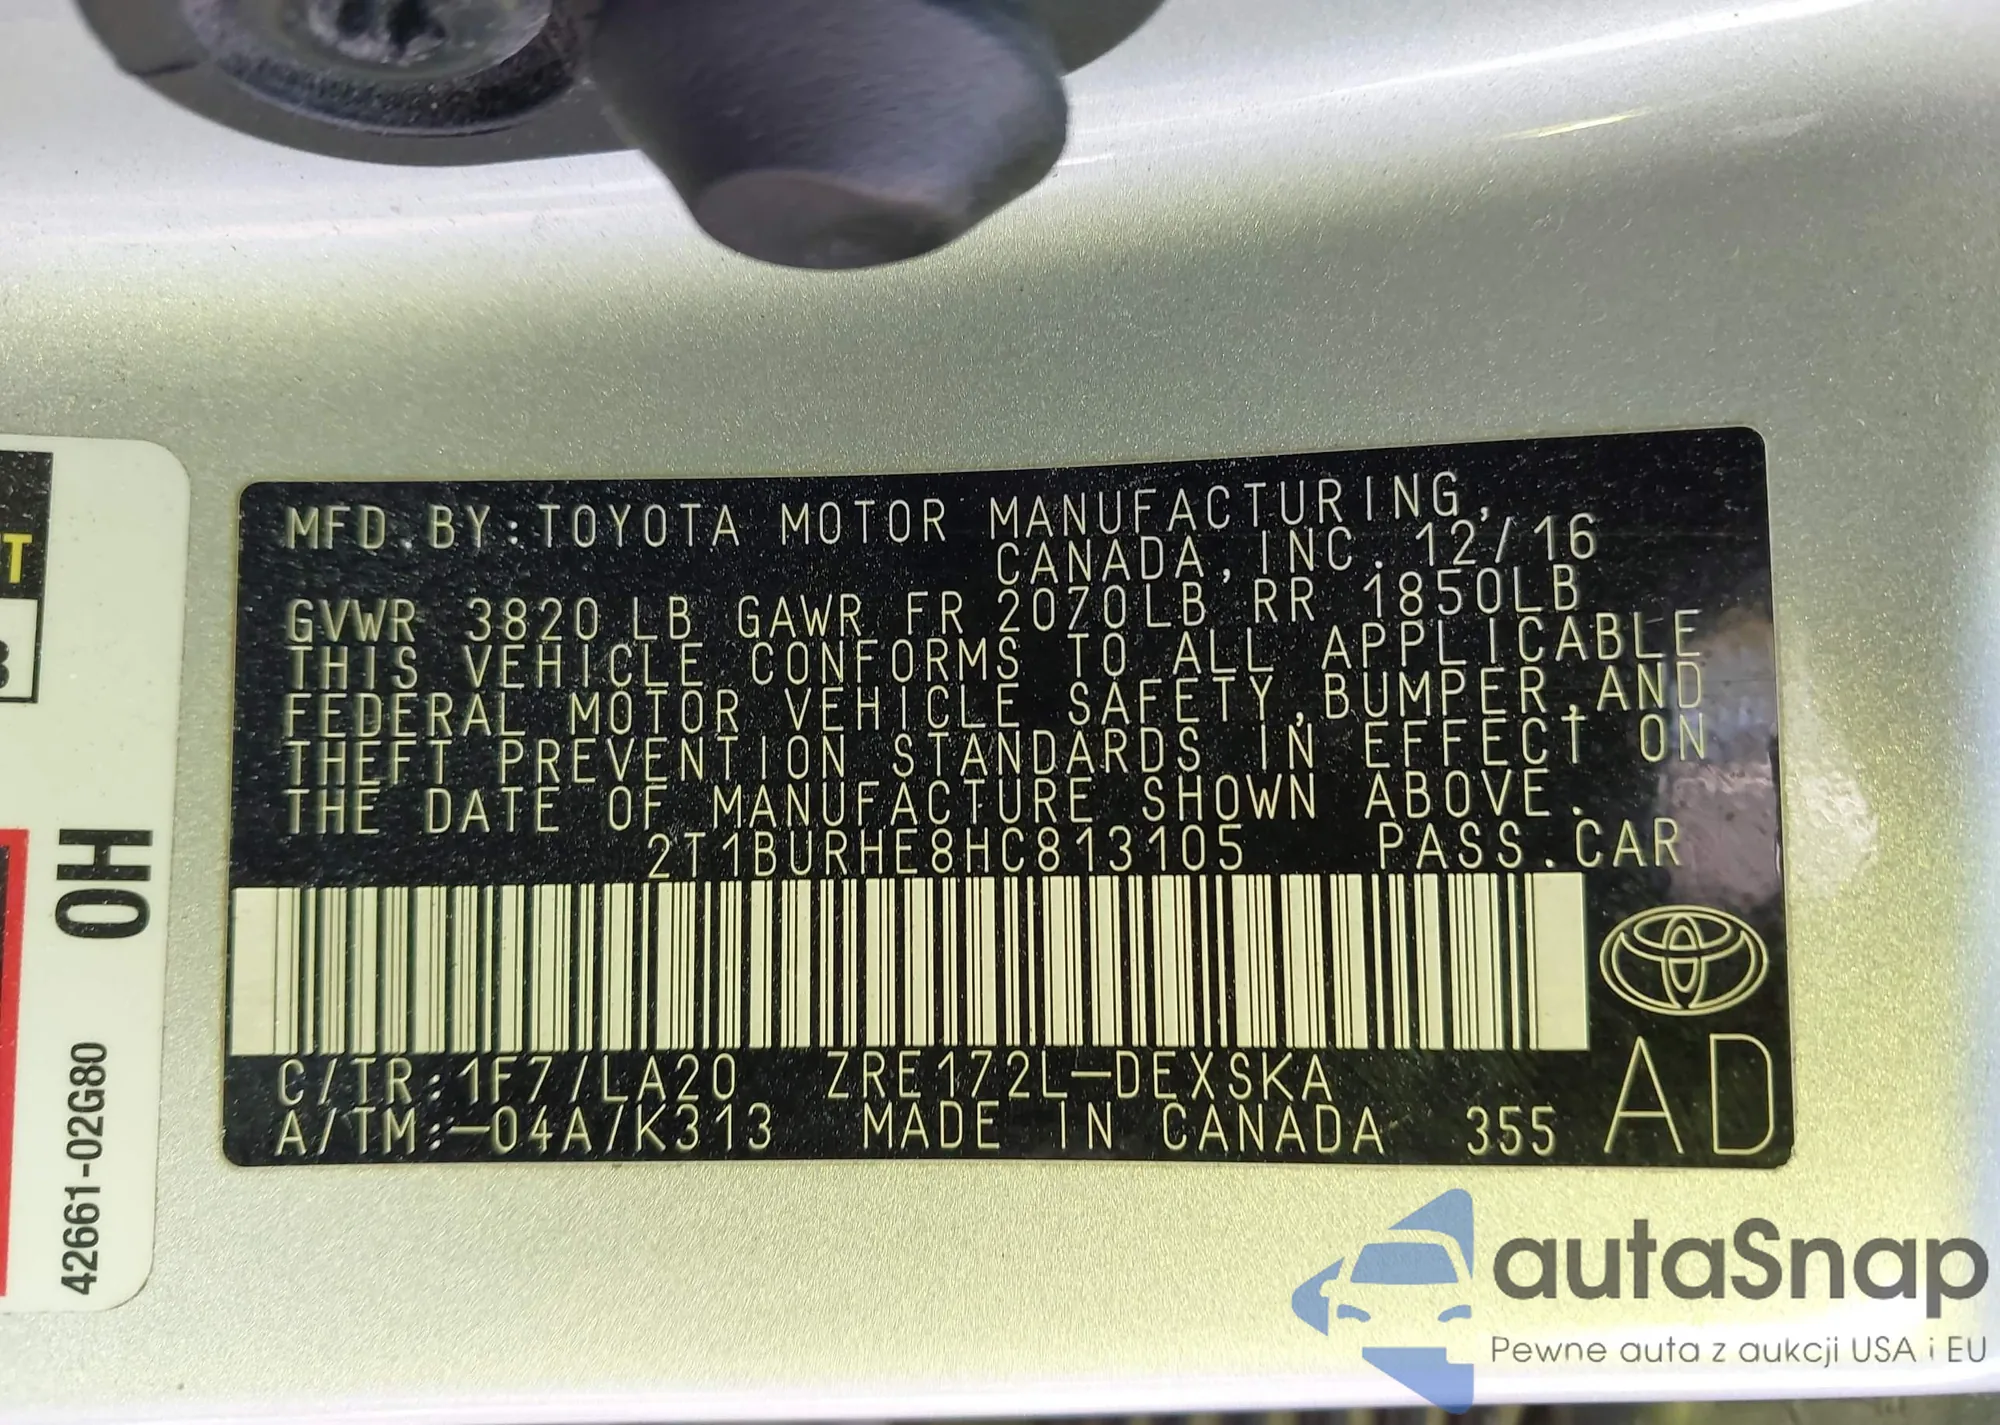 MFD.BY:TOYOTA MOTOR MANUFACTURING,
CANADA,INC. 12/16
GVWR 3820 LB GAWR FR 2070LB RR 1850LB
THIS VEHICLE CONFORMS TO ALL APPLICABLE
FEDERAL MOTOR VEHICLE SAFETY,BUMPER,AND
THEFT PREVENTION STANDARDS IN EFFECT ON
THE DATE OF MANUFACTURE SHOWN ABOVE.
2T1BURHE8HC813105 PASS.CAR
C/TR:1F7/LA20 ZRE172L-DEXSKA
A/TM:-04A/K313 MADE IN CANADA 355
AD
T
OH
42661-02G80
autaSnap
Pewne auta z aukcji USA i EU